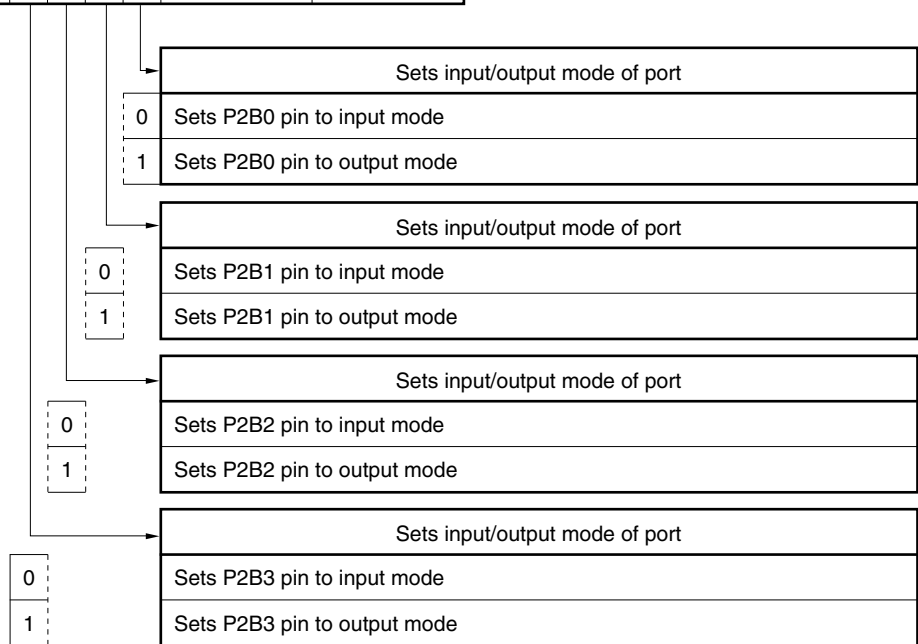 Sets input/output mode of port
0 Sets P2B0 pin to input mode
1 Sets P2B0 pin to output mode
Sets input/output mode of port
0 Sets P2B1 pin to input mode
1 Sets P2B1 pin to output mode
Sets input/output mode of port
0 Sets P2B2 pin to input mode
1 Sets P2B2 pin to output mode
Sets input/output mode of port
0 Sets P2B3 pin to input mode
1 Sets P2B3 pin to output mode